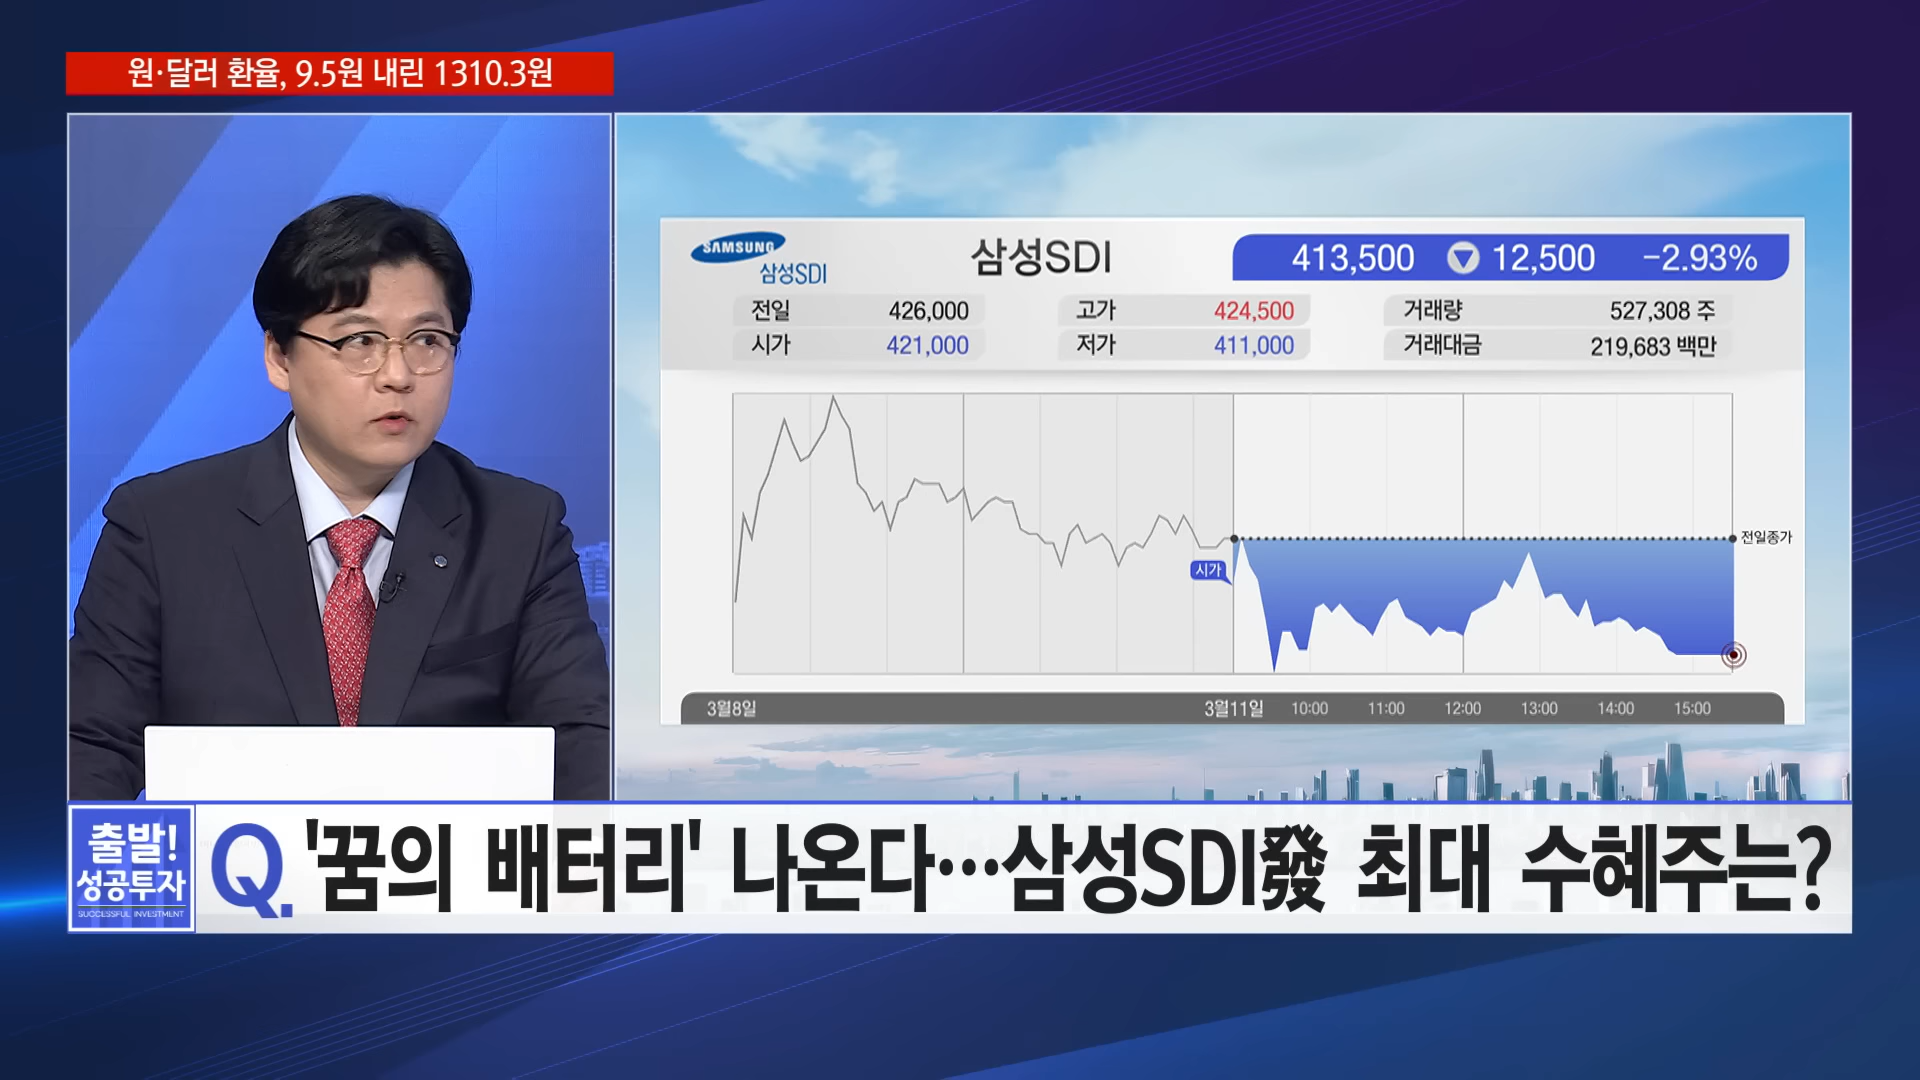 원·달러 환율, 9.5원 내린 1310.3원
SAMSUNG
삼성SDI
삼성SDI
413,500 ▼ 12,500 -2.93%
전일 426,000 고가 424,500 거래량 527,308 주
시가 421,000 저가 411,000 거래대금 219,683 백만
전일종가
시가
3월8일 3월11일 10:00 11:00 12:00 13:00 14:00 15:00
출발!
성공투자
SUCCESSFUL INVESTMENT
Q. '꿈의 배터리' 나온다…삼성SDI發 최대 수혜주는?